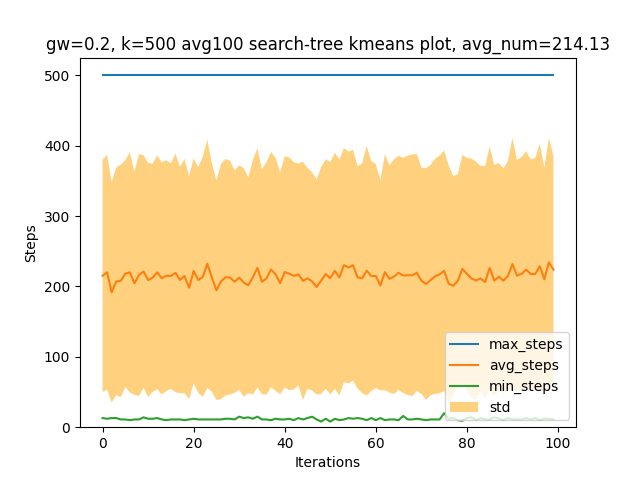 gw=0.2, k=500 avg100 search-tree kmeans plot, avg_num=214.13
500
400
300
200
100
0
Steps
max_steps
avg_steps
min_steps
std
0
20
40
60
80
100
Iterations